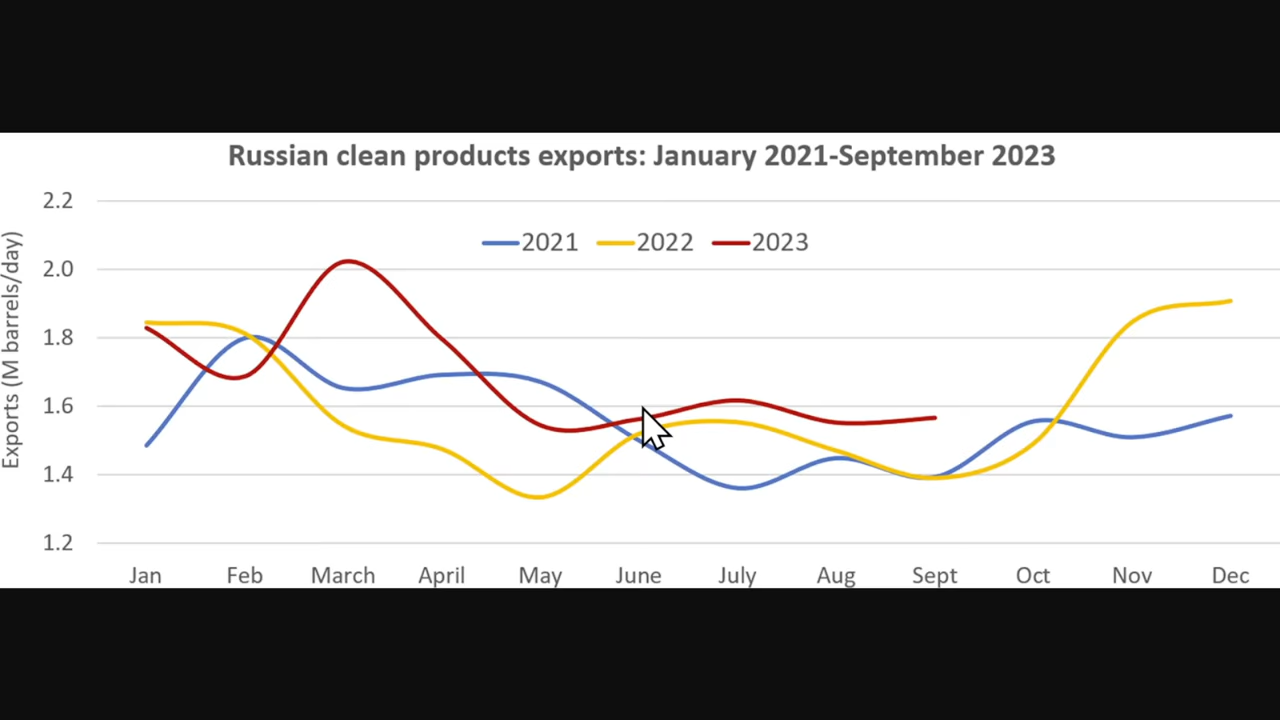 Russian clean products exports: January 2021-September 2023
Exports (M barrels/day)
2.2
2.0
1.8
1.6
1.4
1.2
2021 2022 2023
Jan Feb March April May June July Aug Sept Oct Nov Dec